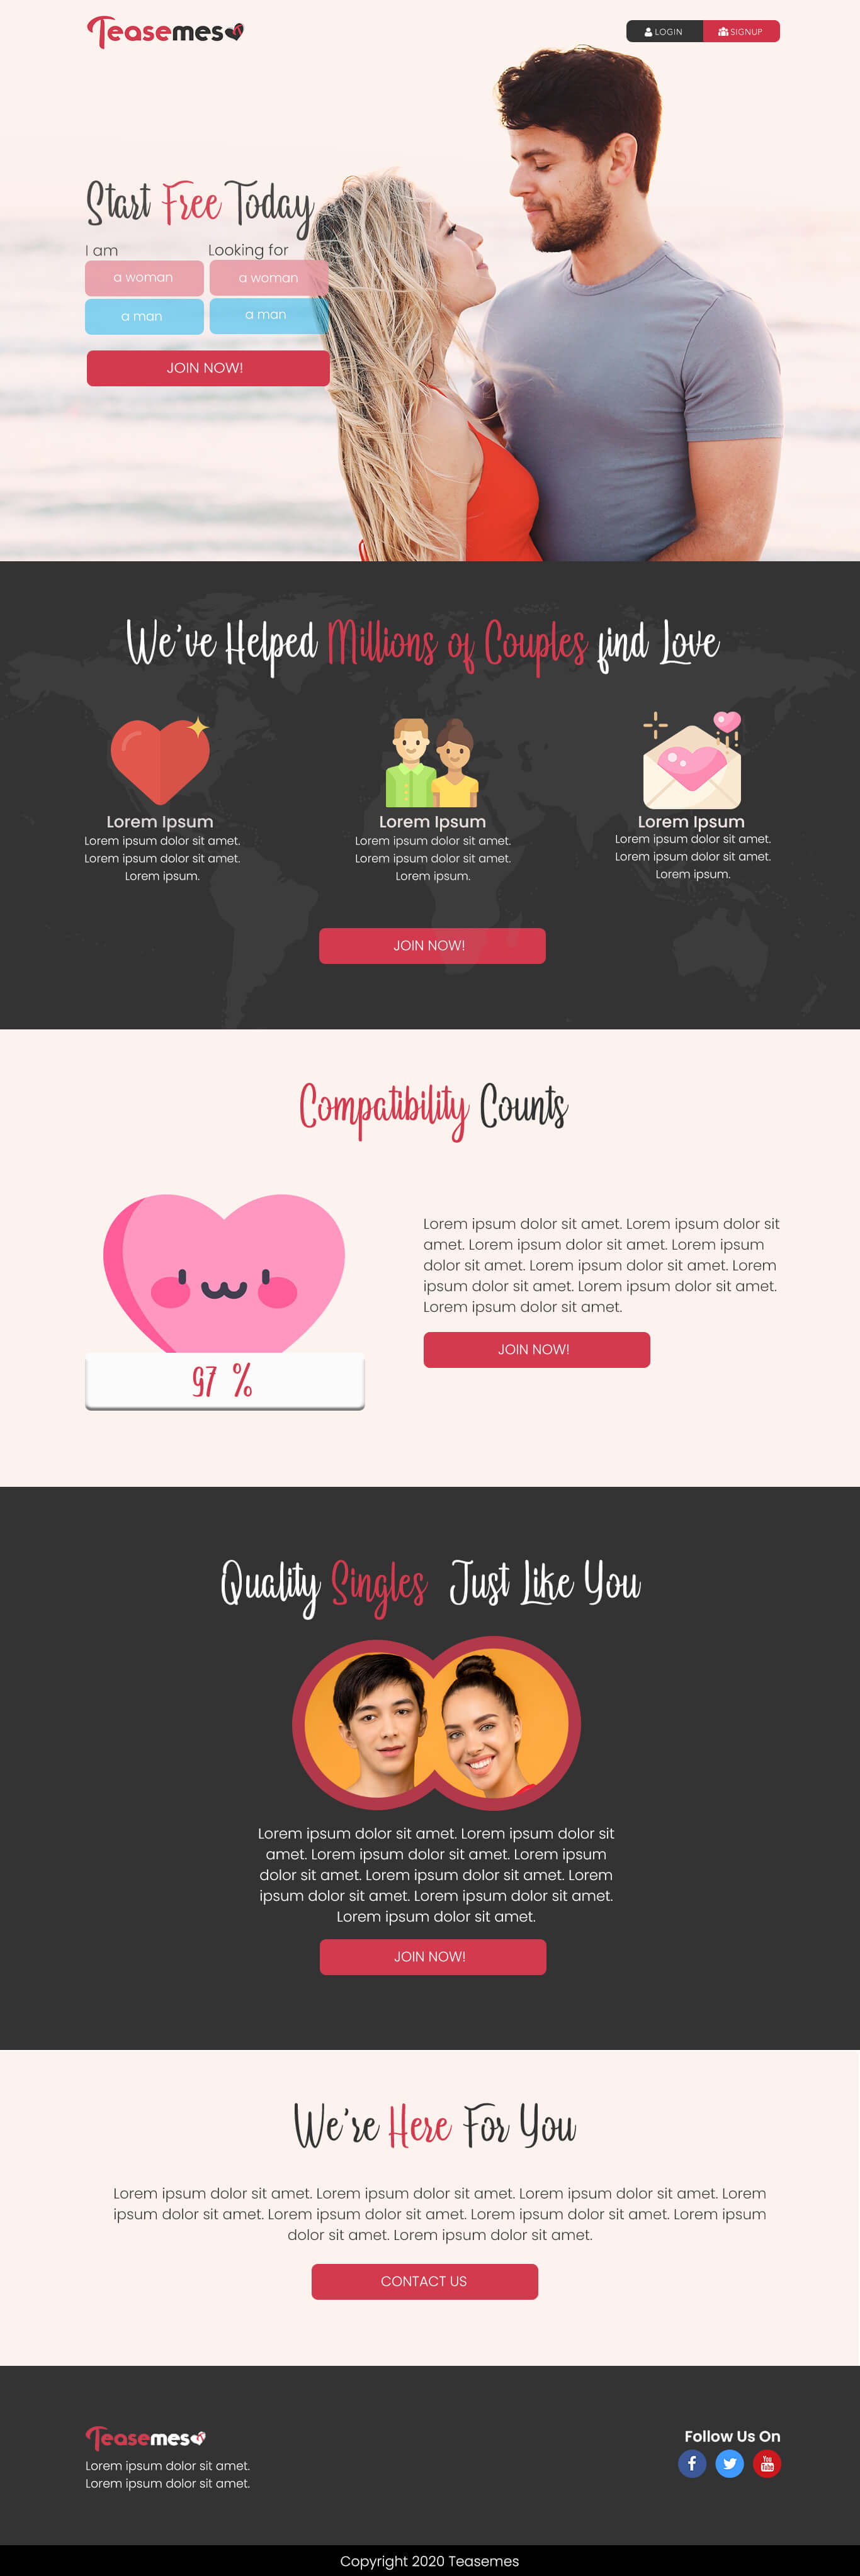 Teasemes
LOGIN
SIGNUP
Start Free Today
I am
Looking for
a woman
a woman
a man
a man
JOIN NOW!
We've Helped Millions of Couples find Love
Lorem Ipsum
Lorem ipsum dolor sit amet.
Lorem ipsum dolor sit amet.
Lorem ipsum.
Lorem Ipsum
Lorem ipsum dolor sit amet.
Lorem ipsum dolor sit amet.
Lorem ipsum.
Lorem Ipsum
Lorem ipsum dolor sit amet.
Lorem ipsum dolor sit amet.
Lorem ipsum.
JOIN NOW!
Compatibility Counts
97 %
Lorem ipsum dolor sit amet. Lorem ipsum dolor sit
amet. Lorem ipsum dolor sit amet. Lorem ipsum
dolor sit amet. Lorem ipsum dolor sit amet. Lorem
ipsum dolor sit amet. Lorem ipsum dolor sit amet.
Lorem ipsum dolor sit amet.
JOIN NOW!
Quality Singles Just Like You
Lorem ipsum dolor sit amet. Lorem ipsum dolor sit
amet. Lorem ipsum dolor sit amet. Lorem ipsum
dolor sit amet. Lorem ipsum dolor sit amet. Lorem
ipsum dolor sit amet. Lorem ipsum dolor sit amet.
Lorem ipsum dolor sit amet.
JOIN NOW!
We're Here For You
Lorem ipsum dolor sit amet. Lorem ipsum dolor sit amet. Lorem ipsum dolor sit amet. Lorem
ipsum dolor sit amet. Lorem ipsum dolor sit amet. Lorem ipsum dolor sit amet. Lorem ipsum
dolor sit amet. Lorem ipsum dolor sit amet.
CONTACT US
Teasemes
Lorem ipsum dolor sit amet.
Lorem ipsum dolor sit amet.
Follow Us On
You
Tube
Copyright 2020 Teasemes